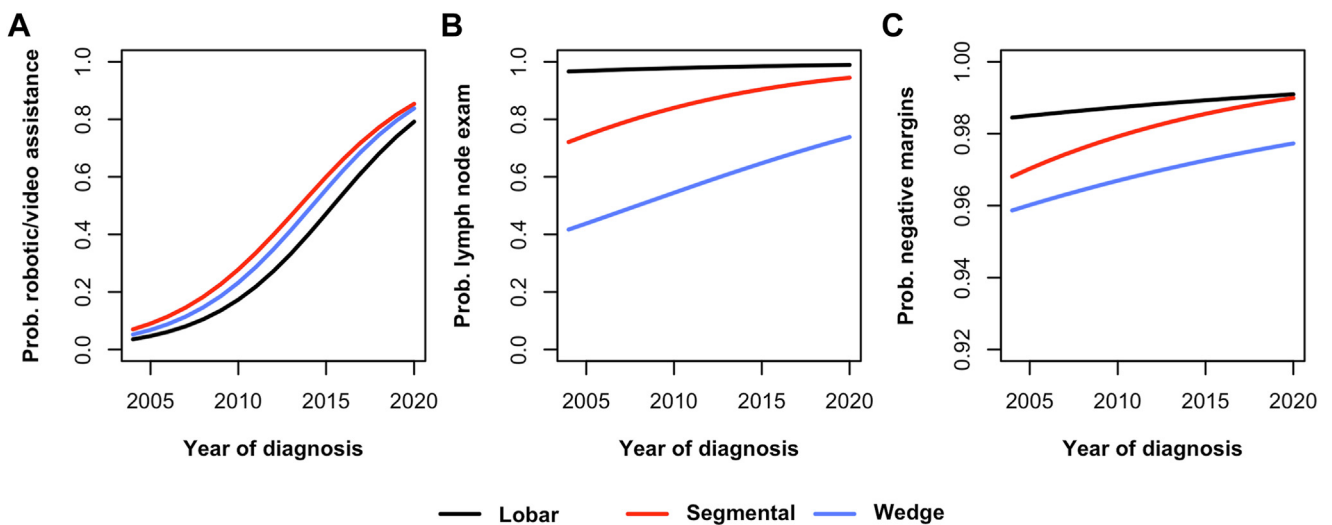 A
Prob. robotic/video assistance
0.0 0.2 0.4 0.6 0.8 1.0
2005 2010 2015 2020
Year of diagnosis
B
Prob. lymph node exam
0.0 0.2 0.4 0.6 0.8 1.0
2005 2010 2015 2020
Year of diagnosis
C
Prob. negative margins
0.92 0.94 0.96 0.98 1.00
2005 2010 2015 2020
Year of diagnosis
Lobar Segmental Wedge